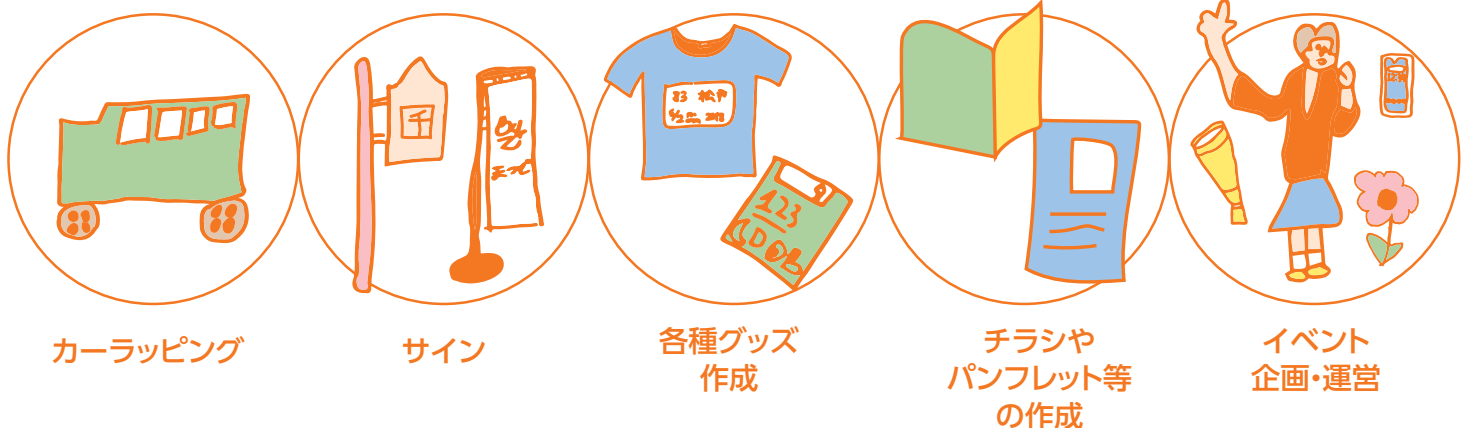 千
123
カーラッピング
サイン
各種グッズ
作成
チラシや
パンフレット等
の作成
イベント
企画・運営